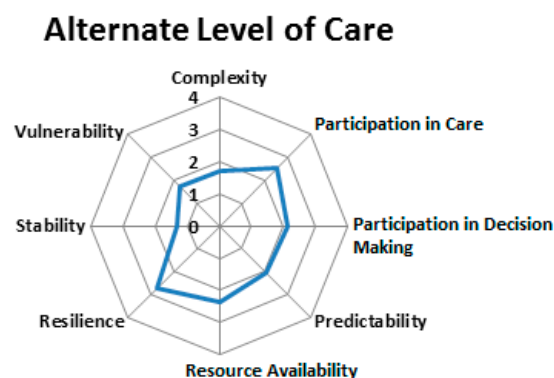 Alternate Level of Care
Complexity
4
3
2
1
0
Participation in Care
Participation in Decision
Making
Predictability
Resource Availability
Resilience
Stability
Vulnerability